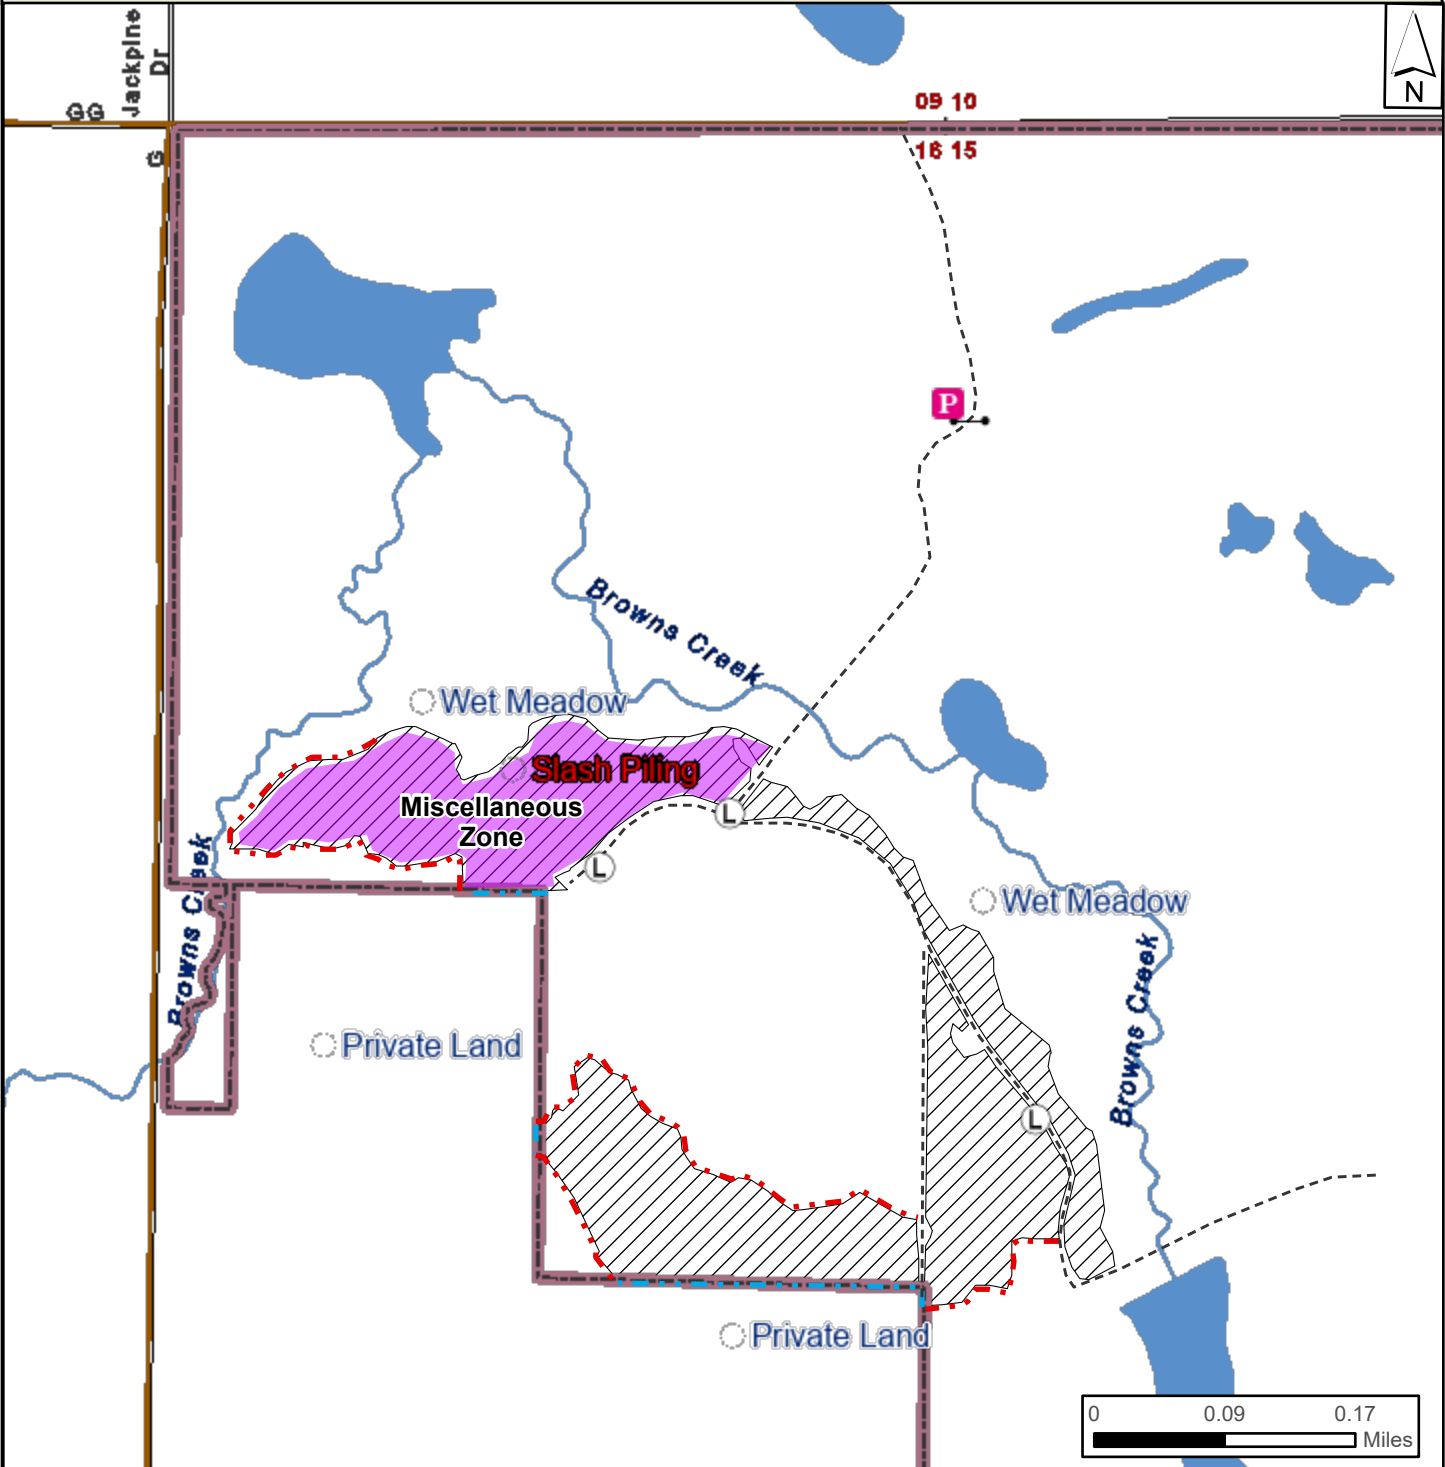 Jackpine
Dr
GG
N
09 10
G
16 15
P
Browns Creek
Wet Meadow
Slash Piling
Miscellaneous
Zone
L
L
Browns Creek
Wet Meadow
Browns Creek
Private Land
L
Private Land
0 0.09 0.17
Miles